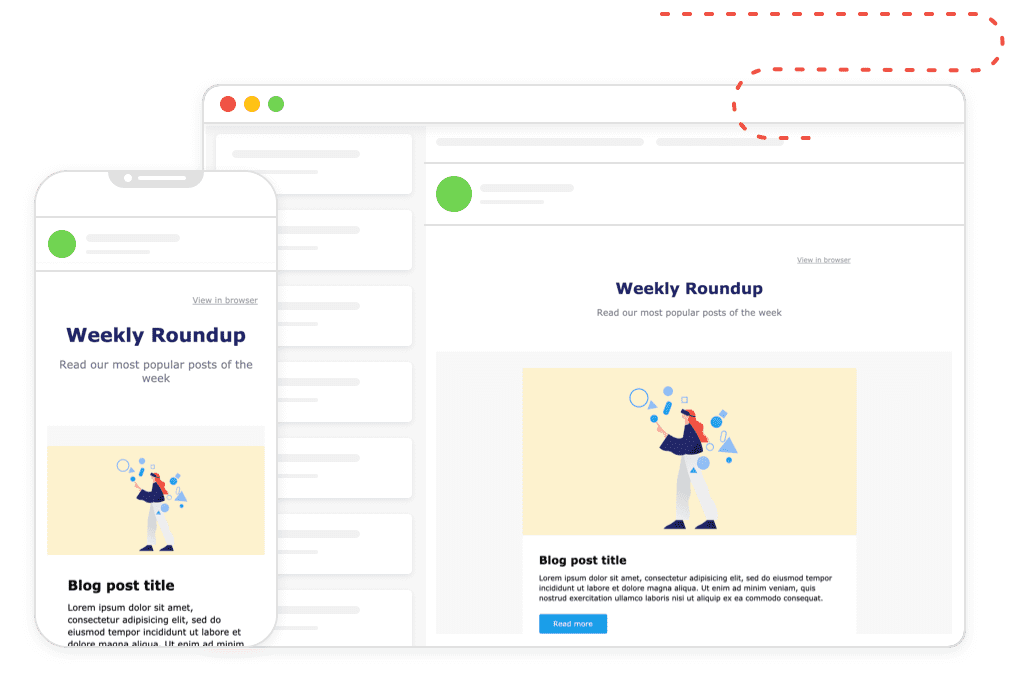 View in browser
Weekly Roundup
Read our most popular posts of the
week
Blog post title
Lorem ipsum dolor sit amet,
consectetur adipisicing elit, sed do
eiusmod tempor incididunt ut labore et
dolore magna aliqua. Ut enim ad minim
View in browser
Weekly Roundup
Read our most popular posts of the week
Blog post title
Lorem ipsum dolor sit amet, consectetur adipisicing elit, sed do eiusmod tempor
incididunt ut labore et dolore magna aliqua. Ut enim ad minim veniam, quis
nostrud exercitation ullamco laboris nisi ut aliquip ex ea commodo consequat.
Read more